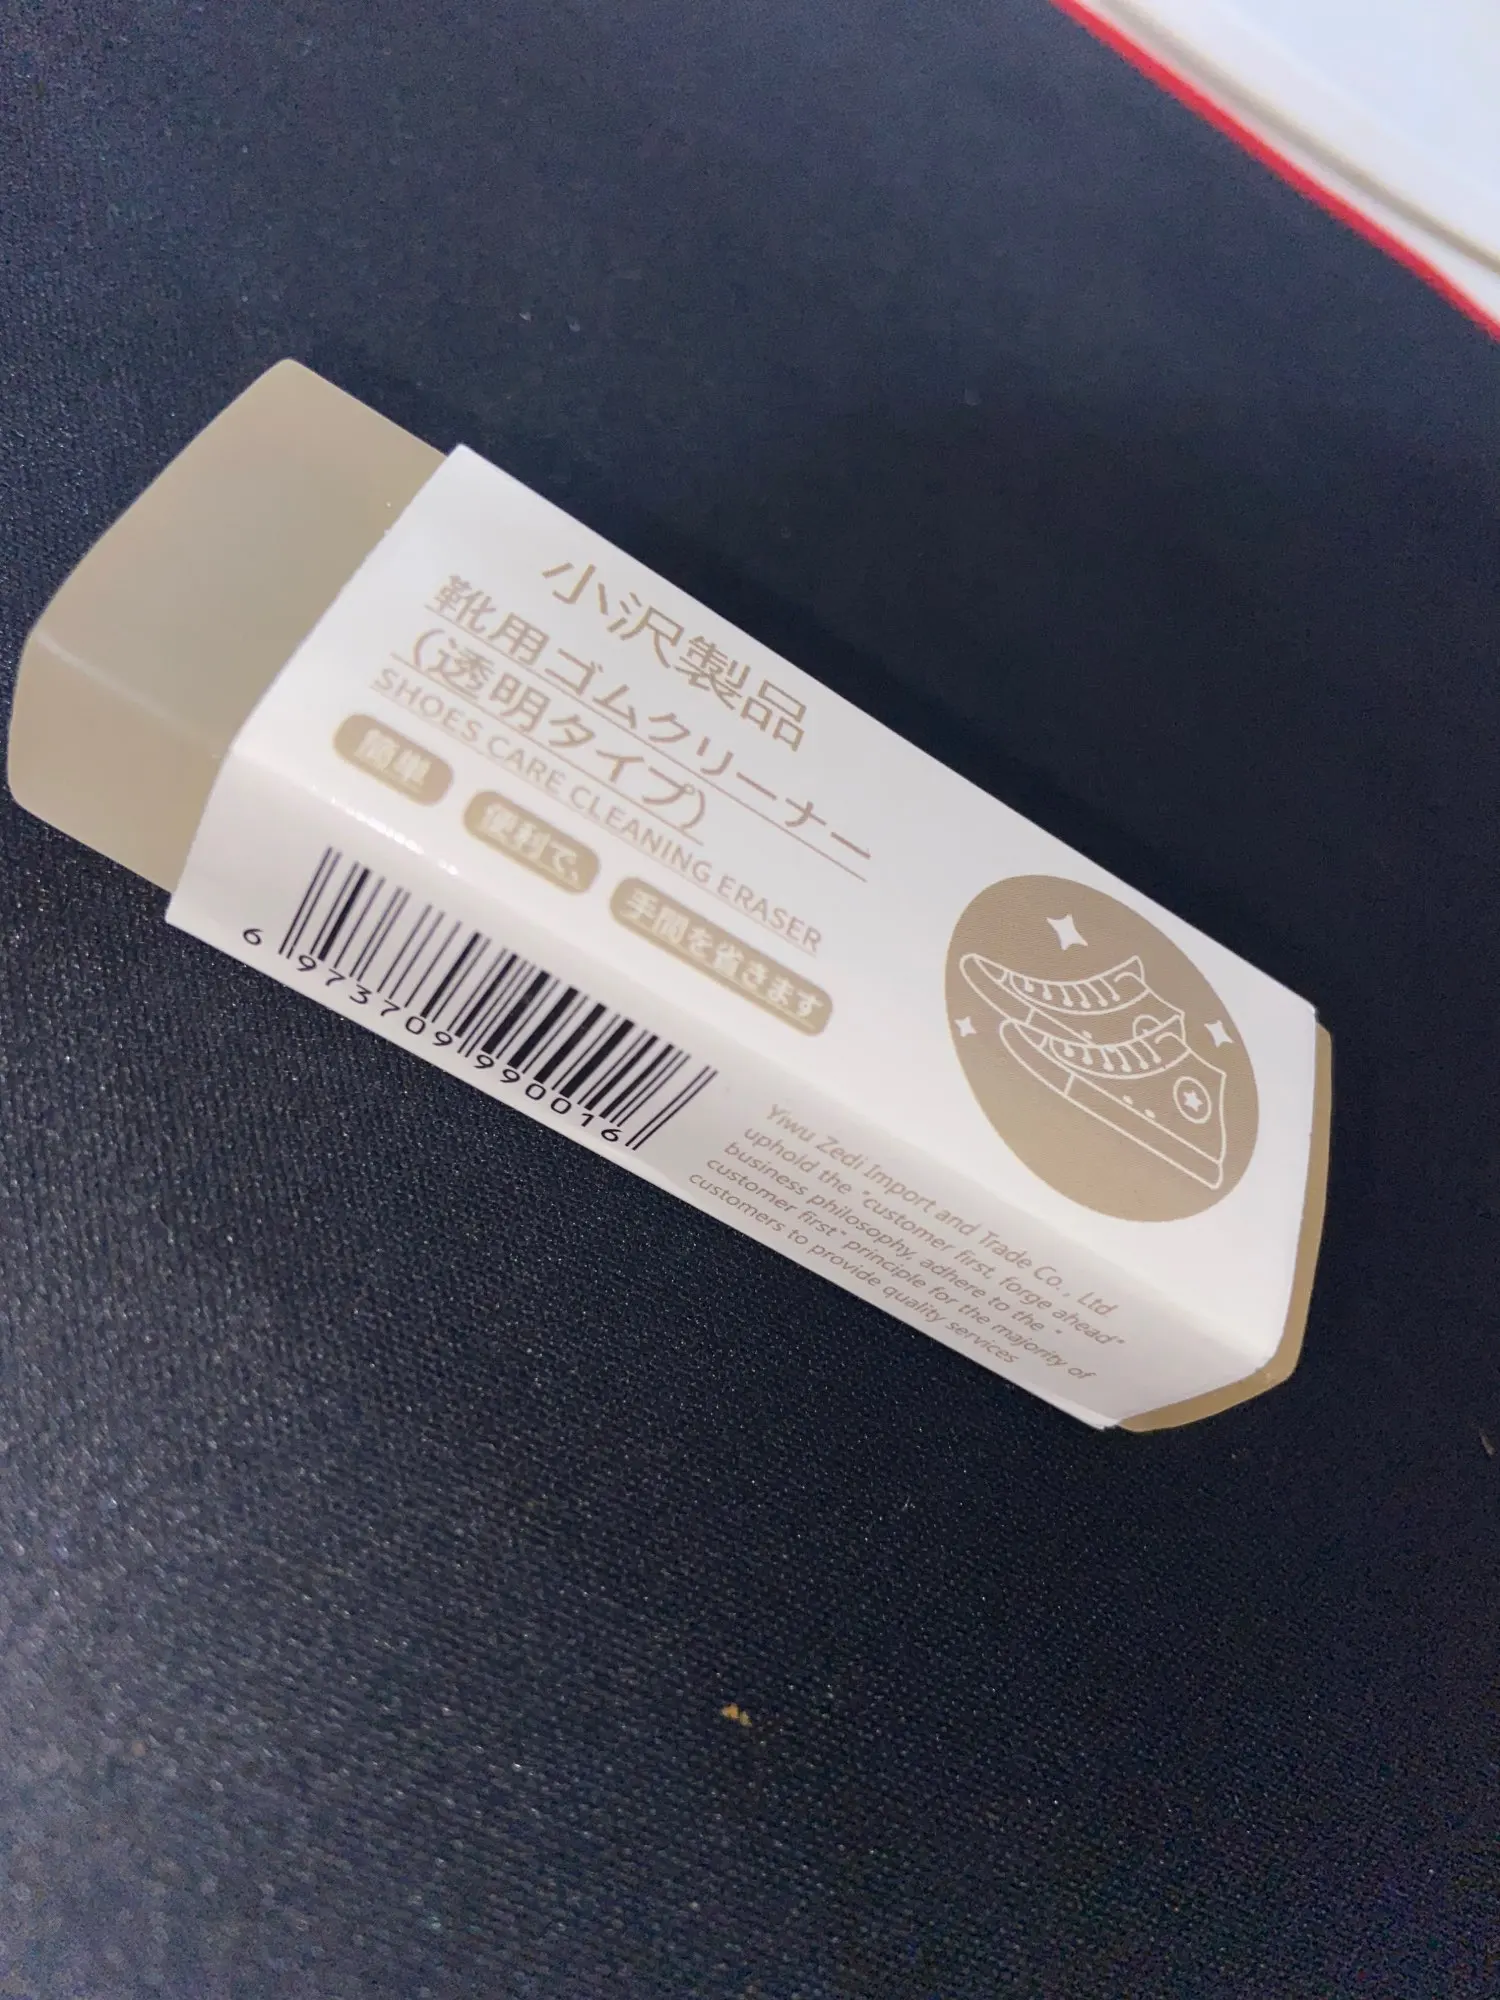 小沢製品
靴用ゴムクリーナー
(透明タイプ)
SHOES CARE CLEANING ERASER
簡単
便利で、
手間を省きます
6 973709 990016
Yiwu Zedi Import and Trade Co., Ltd.
uphold the "customer first, forge ahead"
business philosophy, adhere to the "
customer first" principle for the majority of
customers to provide quality services